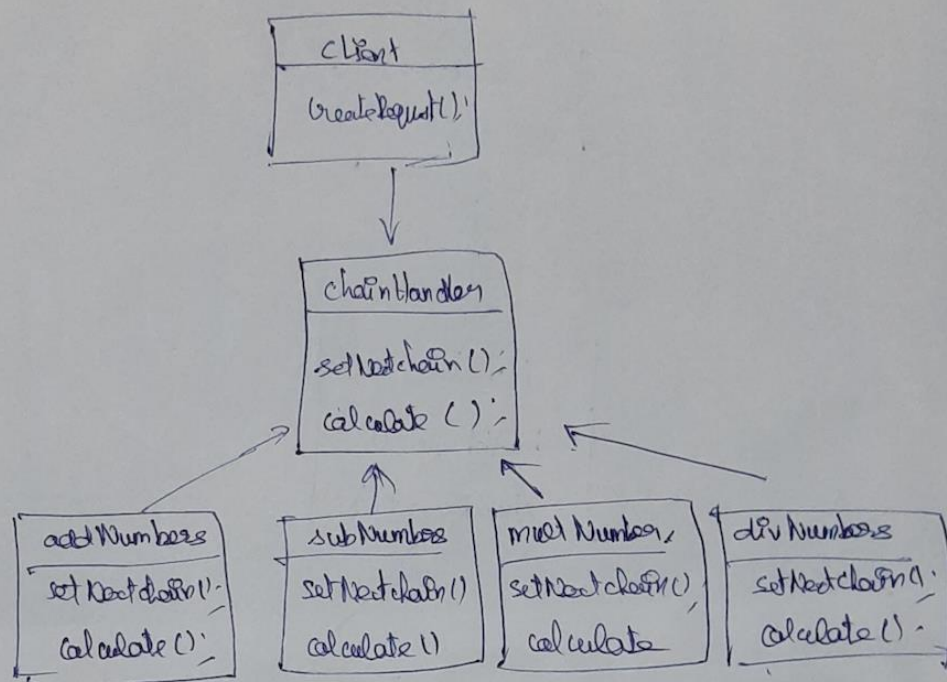 Client
CreateRequest();
chainHandler
setNextchain();
calculate();
addNumbers
setNextchain();
calculate();
subNumbers
setNextchain()
calculate()
multNumbers
setNextchain()
calculate
divNumbers
setNextchain();
calculate();